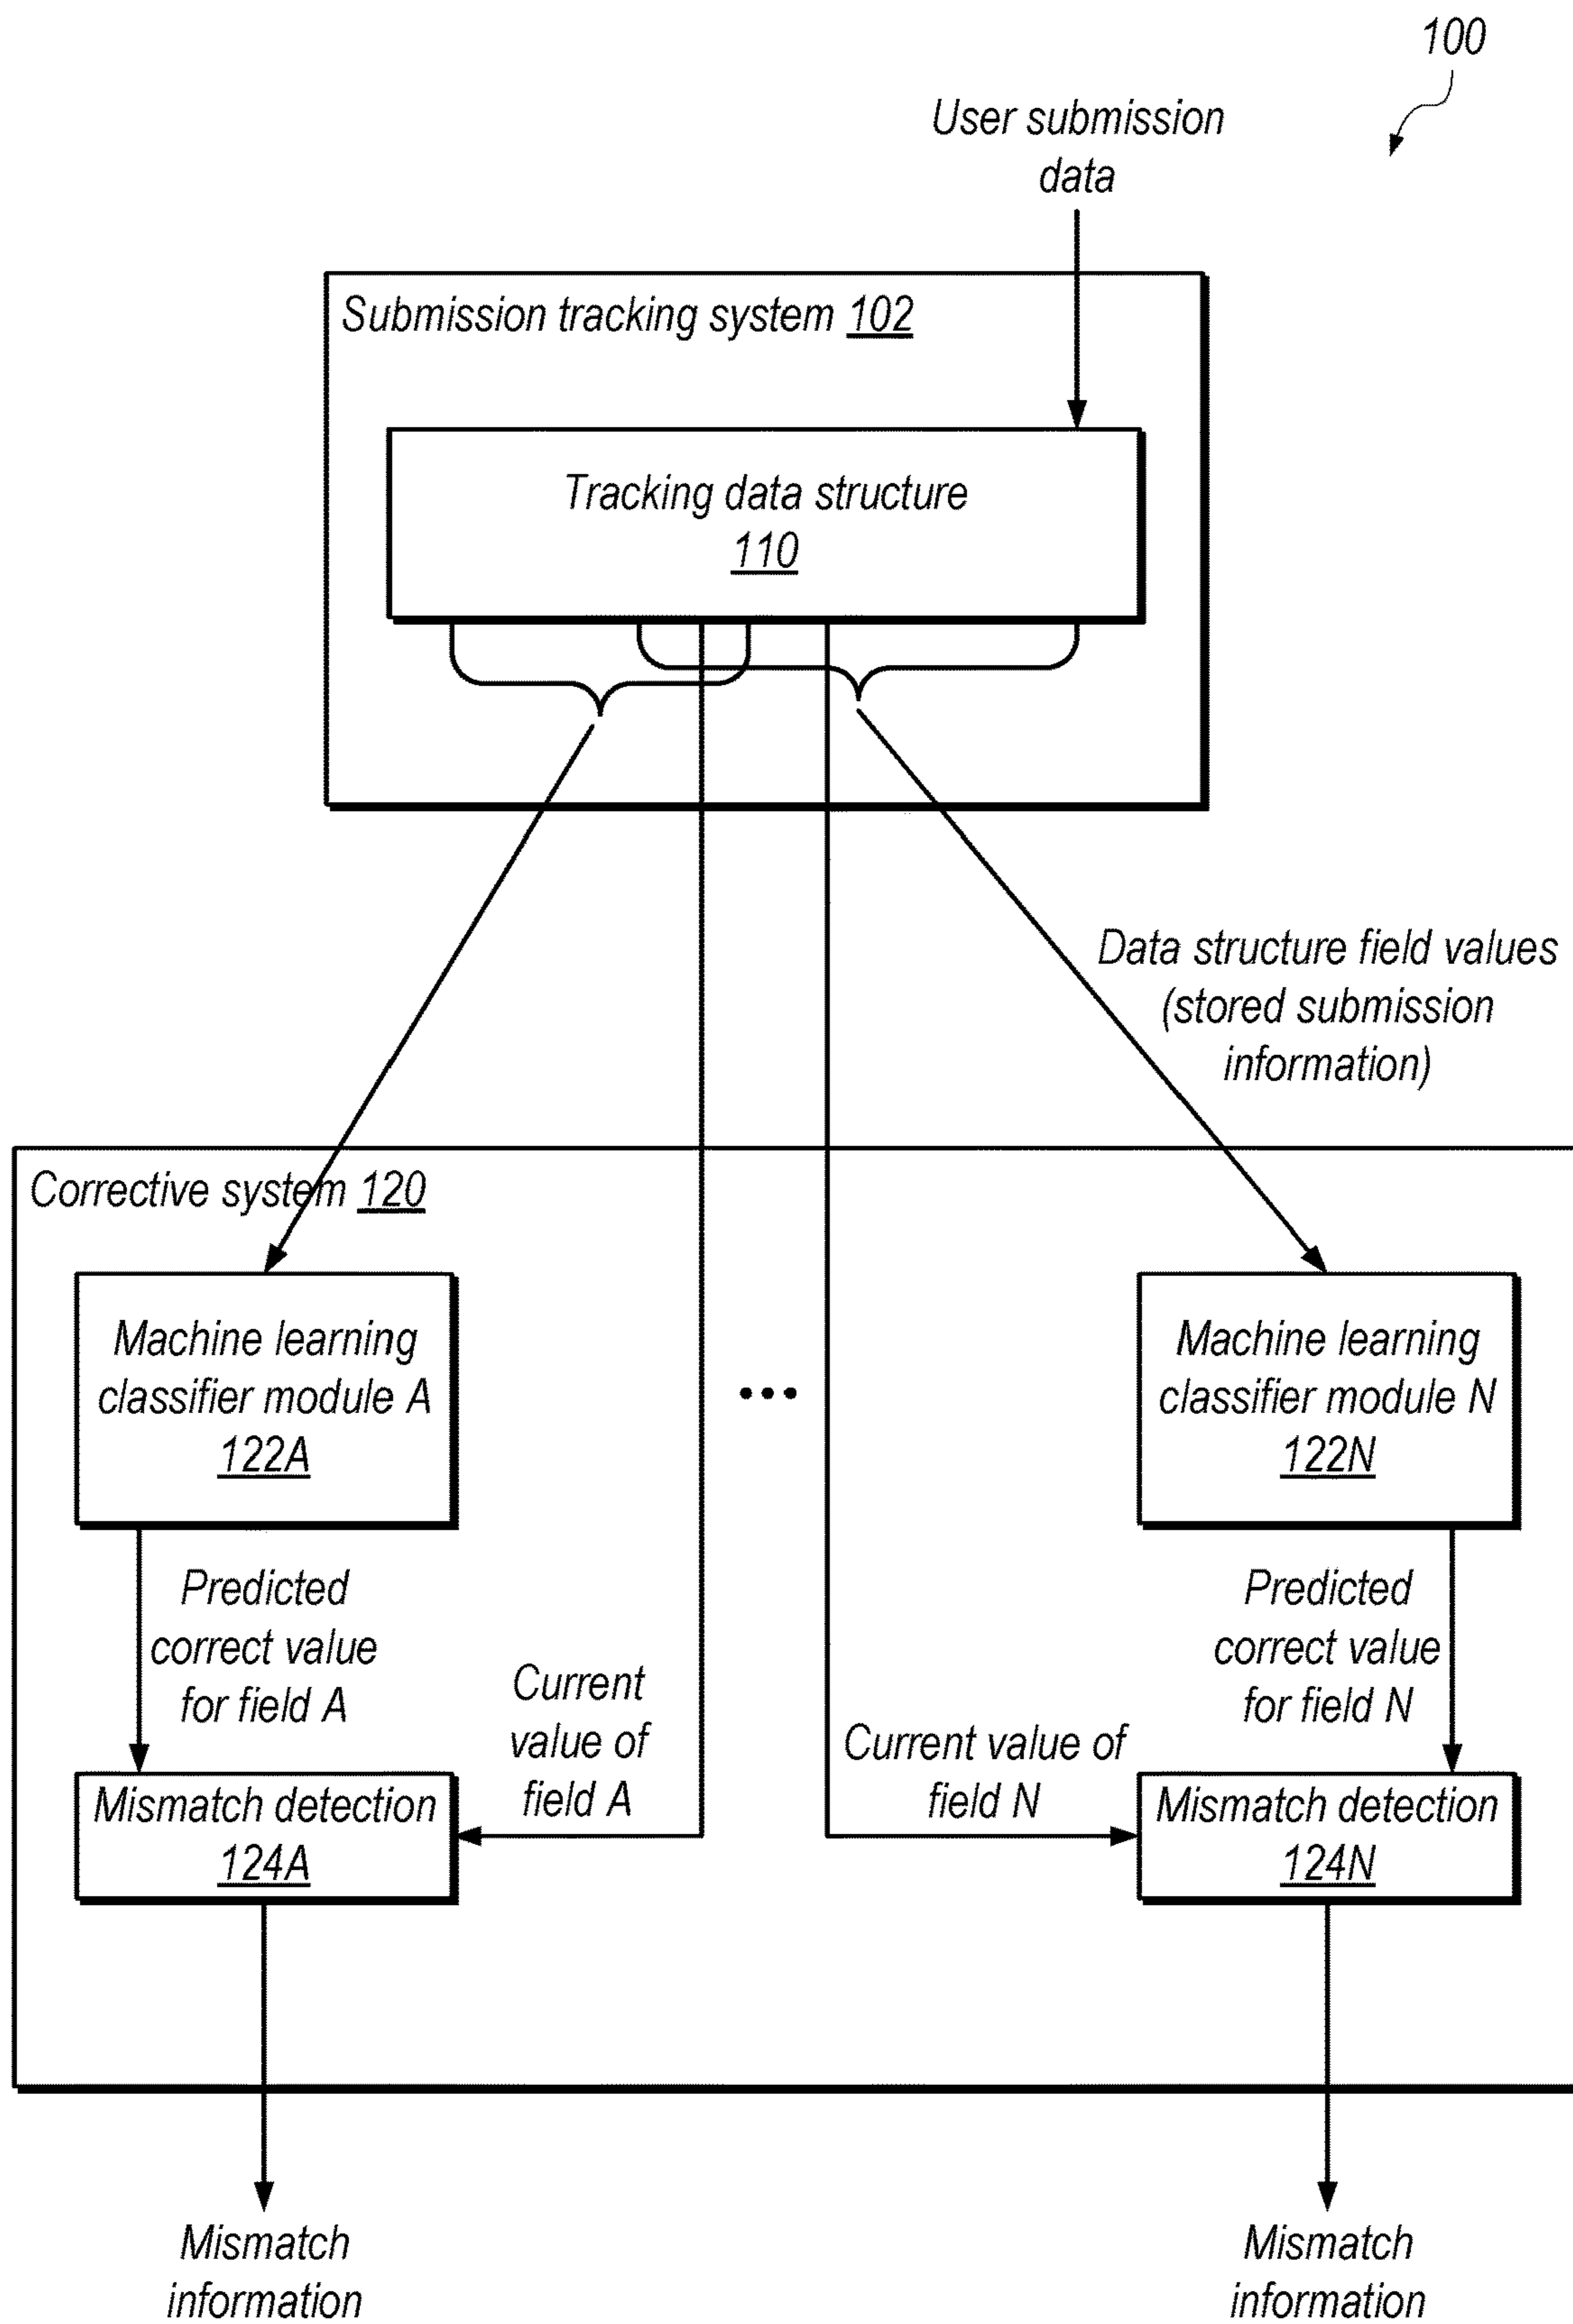 100
User submission
data
Submission tracking system 102
Tracking data structure
110
Data structure field values
(stored submission
information)
Corrective system 120
Machine learning
classifier module A
122A
...
Machine learning
classifier module N
122N
Predicted
correct value
for field A
Current
value of
field A
Current value of
field N
Predicted
correct value
for field N
Mismatch detection
124A
Mismatch detection
124N
Mismatch
information
Mismatch
information